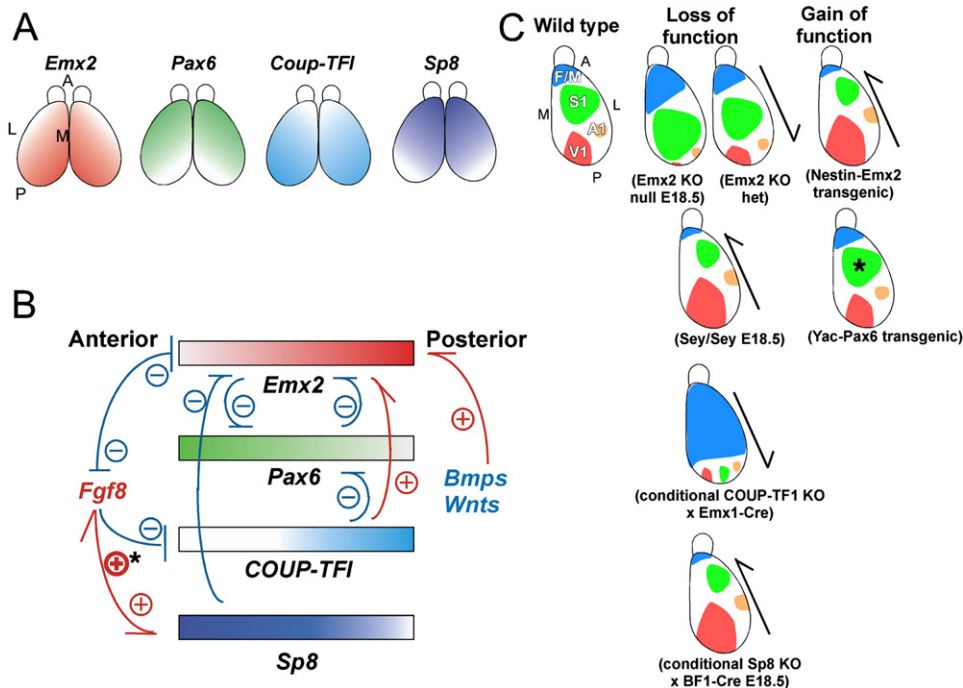 A
Emx2 Pax6 Coup-TFI Sp8
A
L
M
P
B
Anterior Posterior
Emx2
Pax6
Fgf8
Bmps
Wnts
COUP-TFI
Sp8
− − − − − − + + + + *
C
Wild type
Loss of
function
Gain of
function
A
F/M
S1
M
L
A1
V1
P
(Emx2 KO
null E18.5)
(Emx2 KO
het)
(Nestin-Emx2
transgenic)
*
(Sey/Sey E18.5)
(Yac-Pax6 transgenic)
(conditional COUP-TF1 KO
x Emx1-Cre)
(conditional Sp8 KO
x BF1-Cre E18.5)